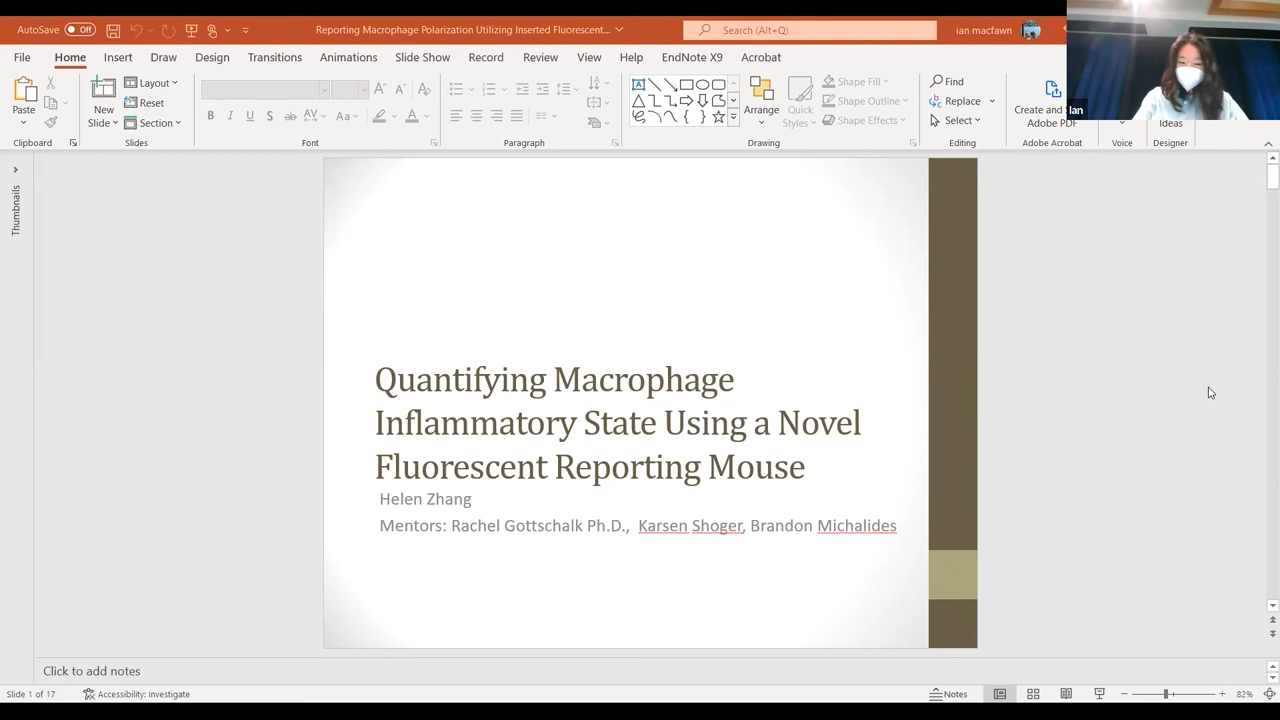 AutoSave Off
Reporting Macrophage Polarization Utilizing Inserted Fluorescent...
Search (Alt+Q)
ian macfawn
File Home Insert Draw Design Transitions Animations Slide Show Record Review View Help EndNote X9 Acrobat
Paste
New
Slide
Layout
Reset
Section
Aa
Arrange
Quick
Styles
Shape Fill
Shape Outline
Shape Effects
Find
Replace
Select
Create and
Adobe PDF
Ian
Ideas
Clipboard Slides Font Paragraph Drawing Editing Adobe Acrobat Voice Designer
Thumbnails
Quantifying Macrophage
Inflammatory State Using a Novel
Fluorescent Reporting Mouse
Helen Zhang
Mentors: Rachel Gottschalk Ph.D., Karsen Shoger, Brandon Michalides
Click to add notes
Slide 1 of 17 Accessibility: Investigate Notes 82%